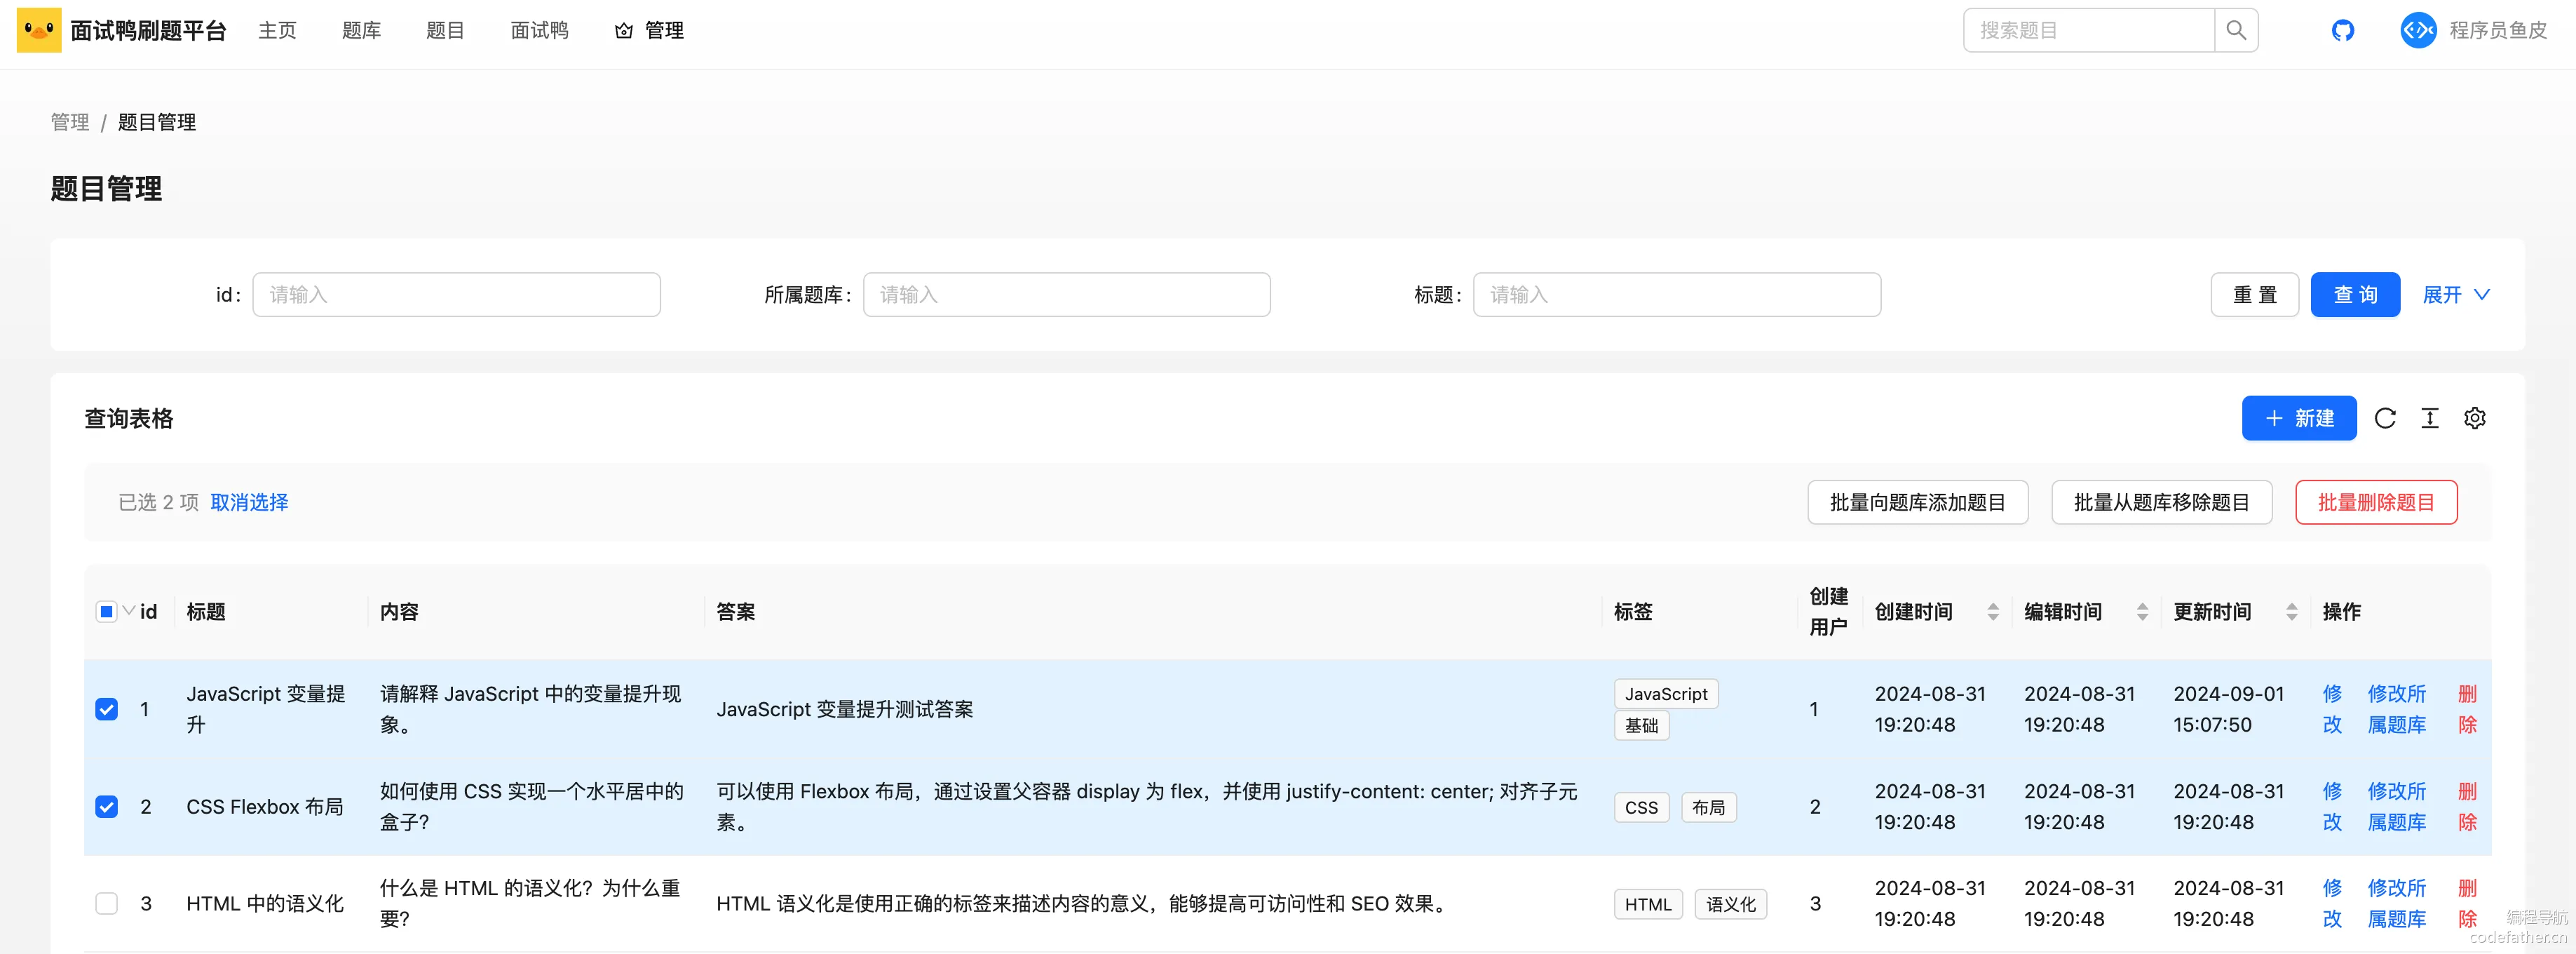 面试鸭刷题平台 主页 题库 题目 面试鸭 管理 搜索题目 程序员鱼皮
管理 / 题目管理
题目管理
id： 请输入 所属题库： 请输入 标题： 请输入 重 置 查 询 展开
查询表格 新建
已选 2 项 取消选择 批量向题库添加题目 批量从题库移除题目 批量删除题目
id 标题 内容 答案 标签 创建 创建时间 编辑时间 更新时间 操作
用户
1 JavaScript 变量提 请解释 JavaScript 中的变量提升现 JavaScript 变量提升测试答案 JavaScript 1 2024-08-31 2024-08-31 2024-09-01 修 修改所 删
升 象。 基础 19:20:48 19:20:48 15:07:50 改 属题库 除
2 CSS Flexbox 布局 如何使用 CSS 实现一个水平居中的 可以使用 Flexbox 布局，通过设置父容器 display 为 flex，并使用 justify-content: center; 对齐子元 CSS 布局 2 2024-08-31 2024-08-31 2024-08-31 修 修改所 删
盒子？ 素。 19:20:48 19:20:48 19:20:48 改 属题库 除
3 HTML 中的语义化 什么是 HTML 的语义化？为什么重 HTML 语义化是使用正确的标签来描述内容的意义，能够提高可访问性和 SEO 效果。 HTML 语义化 3 2024-08-31 2024-08-31 2024-08-31 修 修改所 删
要？ 19:20:48 19:20:48 19:20:48 改 属题库 除
编程导航
codefather.cn